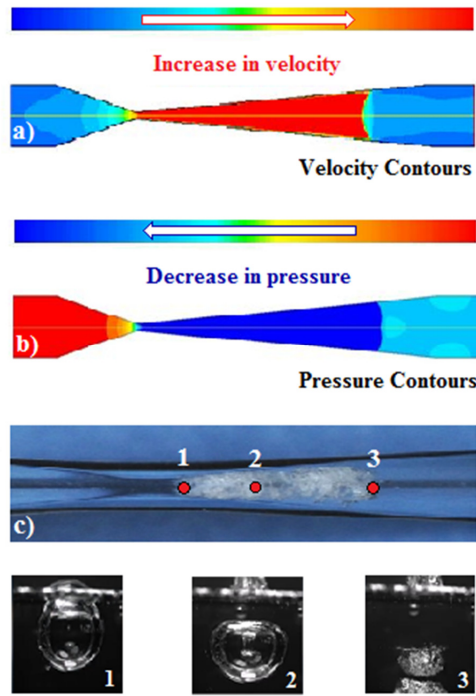 Increase in velocity
a)
Velocity Contours
Decrease in pressure
b)
Pressure Contours
1 2 3
c)
1 2 3